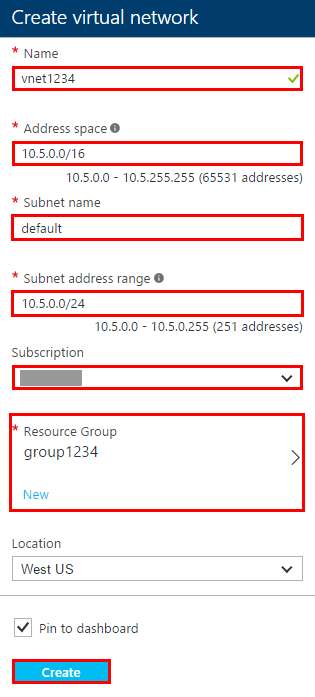 Create virtual network
* Name
vnet1234
* Address space
10.5.0.0/16
10.5.0.0 - 10.5.255.255 (65531 addresses)
* Subnet name
default
* Subnet address range
10.5.0.0/24
10.5.0.0 - 10.5.0.255 (251 addresses)
Subscription
* Resource Group
group1234
New
Location
West US
Pin to dashboard
Create